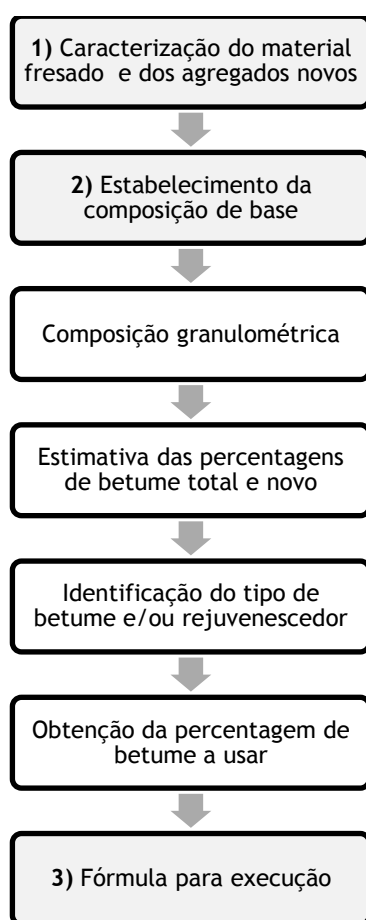 1) Caracterização do material
fresado e dos agregados novos
2) Estabelecimento da
composição de base
Composição granulométrica
Estimativa das percentagens
de betume total e novo
Identificação do tipo de
betume e/ou rejuvenescedor
Obtenção da percentagem de
betume a usar
3) Fórmula para execução